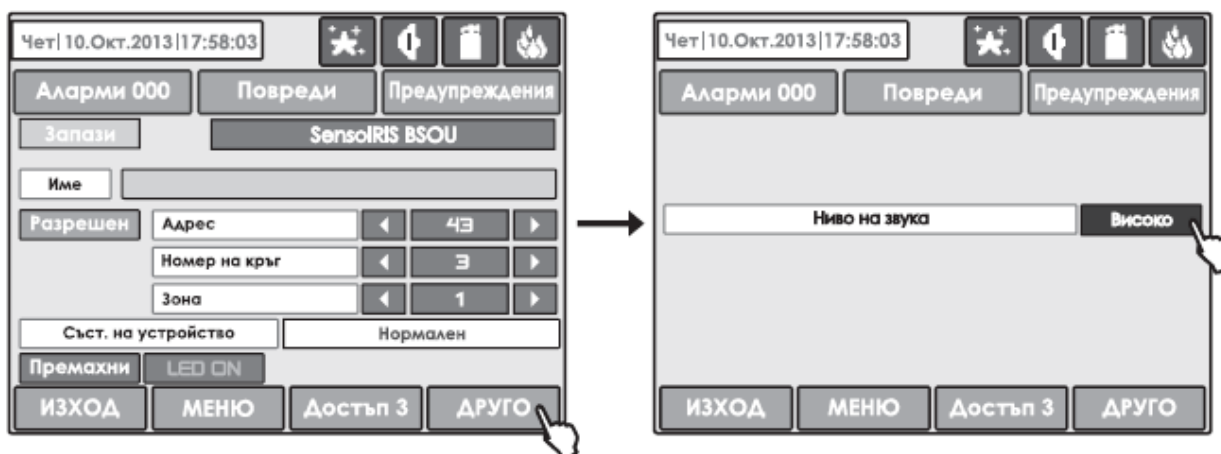 Чет|10.Окт.2013|17:58:03
Аларми 000 Повреди Предупреждения
Запази SensoIRIS BSOU
Име
Разрешен Адрес 43
Номер на кръг 3
Зона 1
Съст. на устройство Нормален
Премахни LED ON
ИЗХОД МЕНЮ Достъп 3 ДРУГО
Чет|10.Окт.2013|17:58:03
Аларми 000 Повреди Предупреждения
Ниво на звука Високо
ИЗХОД МЕНЮ Достъп 3 ДРУГО